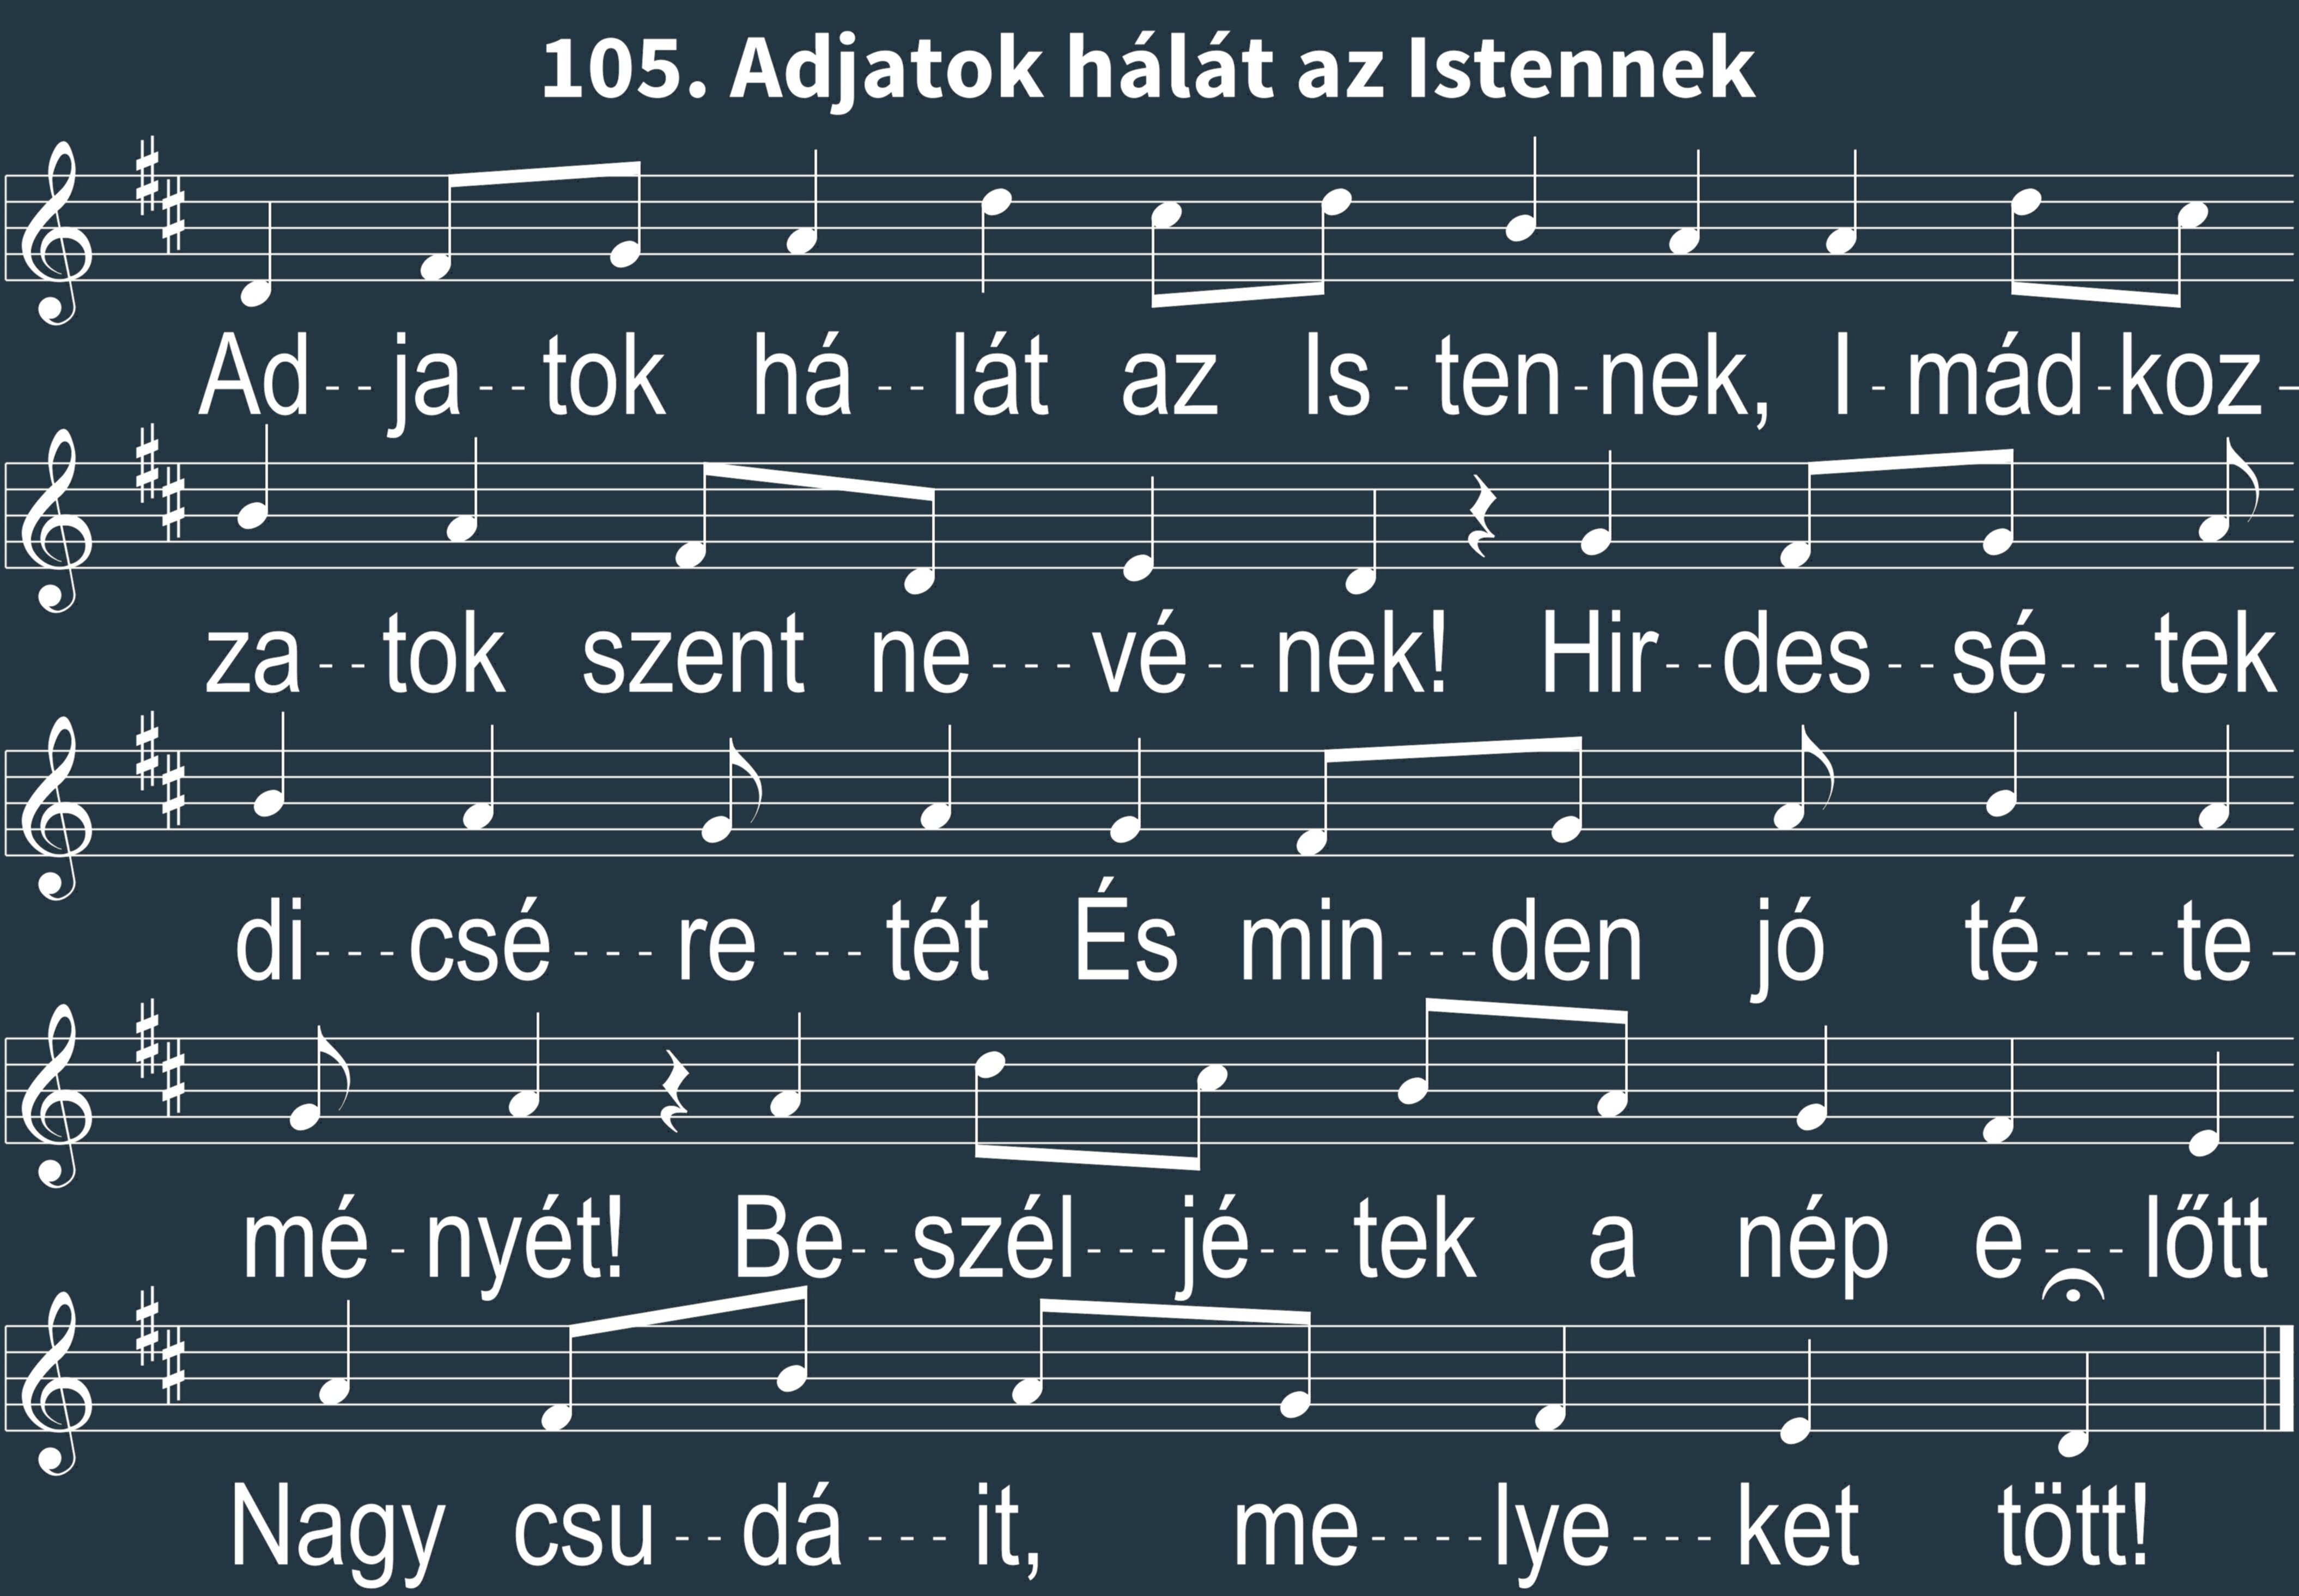 105. Adjatok hálát az Istennek
Ad--ja--tok há--lát az Is-ten-nek, I-mád-koz-
za--tok szent ne---vé--nek! Hir--des--sé---tek
di---csé---re---tét És min---den jó té----te-
mé-nyét! Be--szél---jé---tek a nép e---lőtt
Nagy csu--dá---it, me----lye---ket tött!